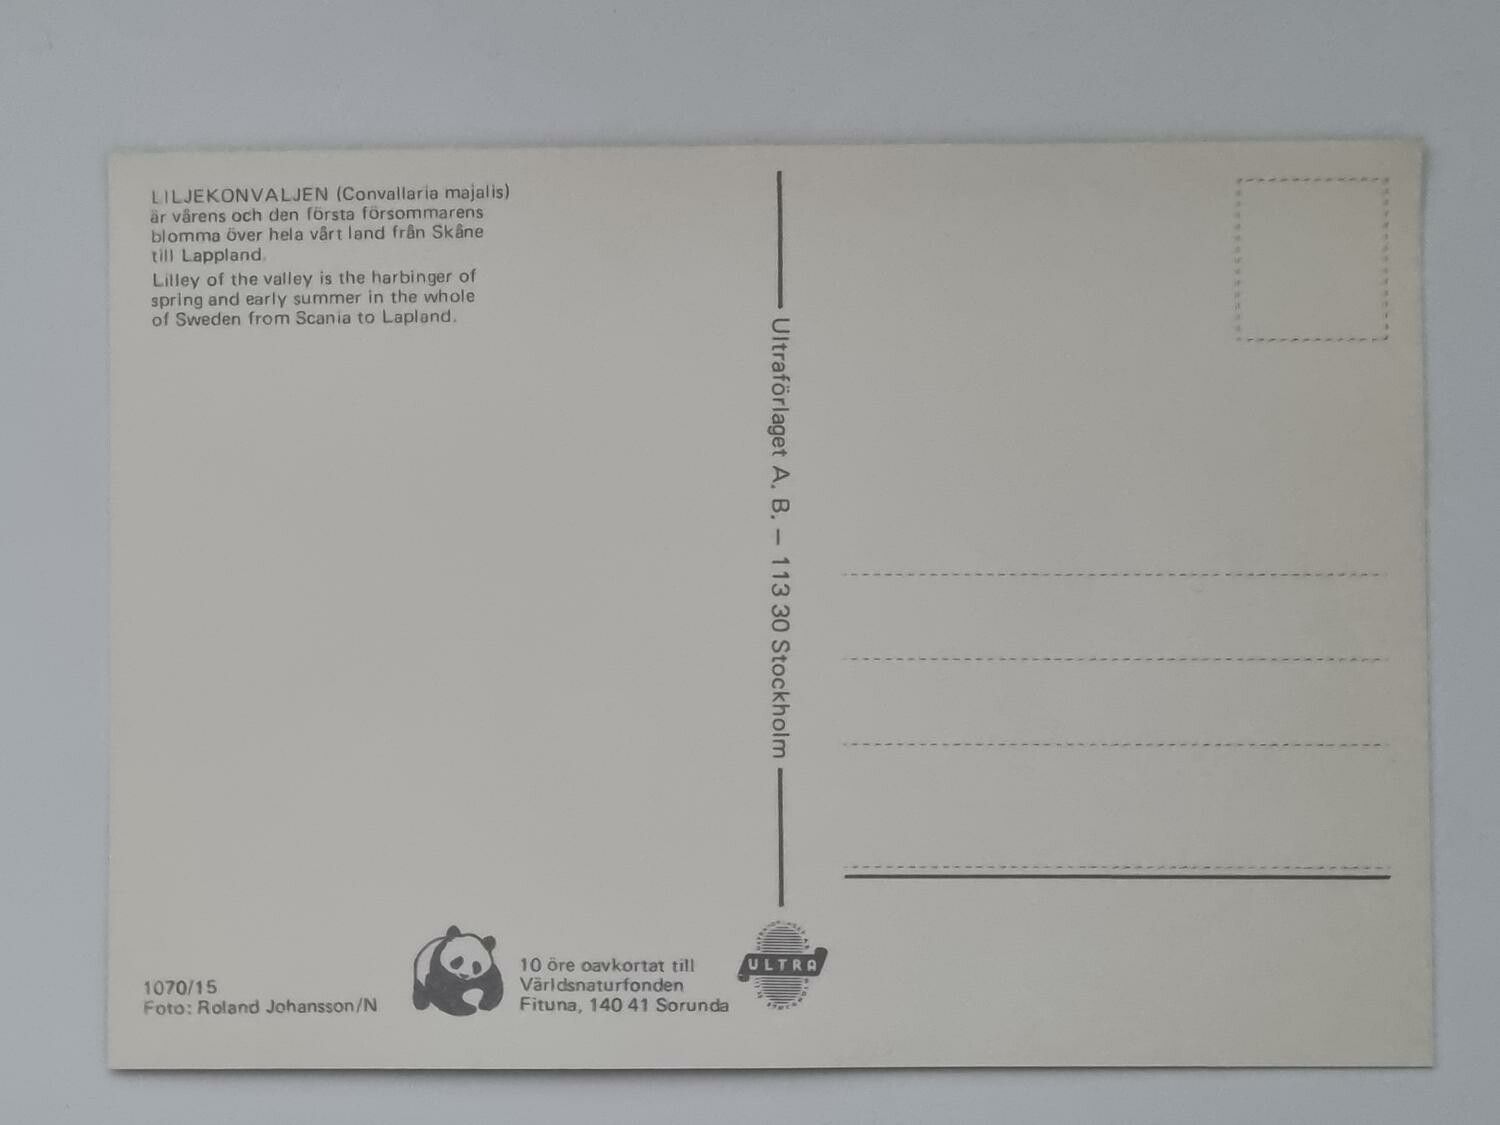 LILJEKONVALJEN (Convallaria majalis)
är vårens och den första försommarens
blomma över hela vårt land från Skåne
till Lappland.
Lilley of the valley is the harbinger of
spring and early summer in the whole
of Sweden from Scania to Lapland.
Ultraförlaget A. B. – 113 30 Stockholm
1070/15
Foto: Roland Johansson/N
10 öre oavkortat till
Världsnaturfonden
Fituna, 140 41 Sorunda
ULTRA